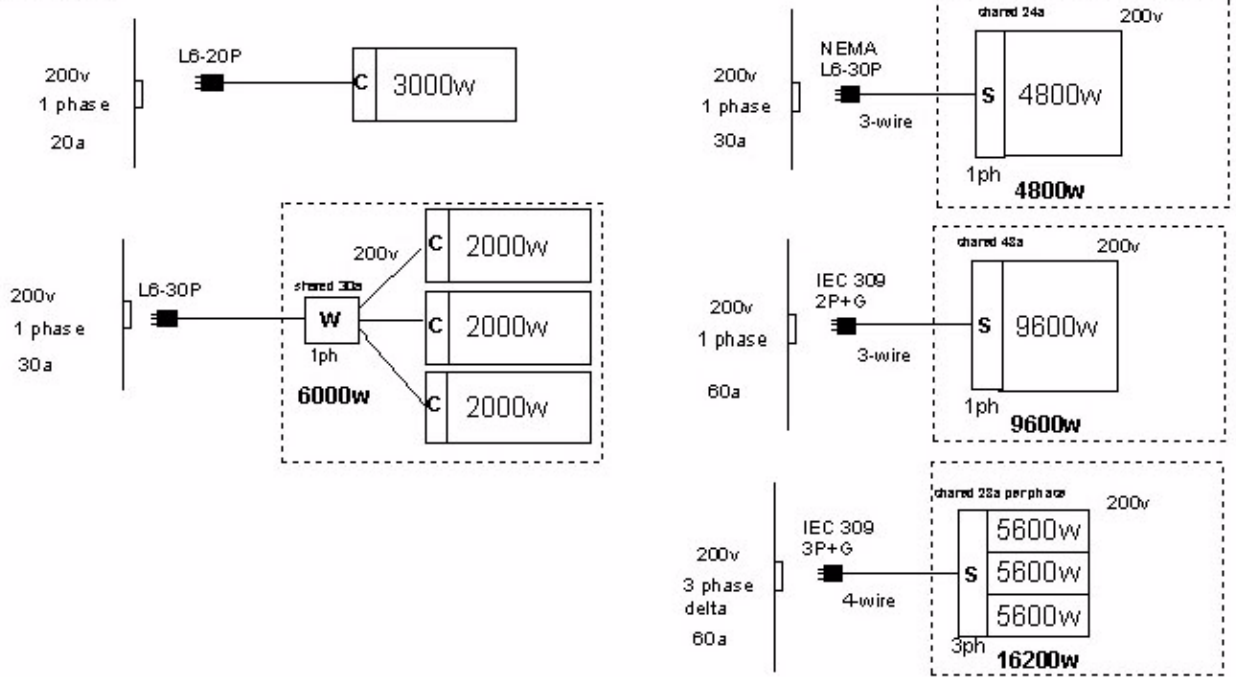 200v
1 phase
20a
L6-20P
C
3000w
200v
1 phase
30a
L6-30P
shared 30a
W
1ph
6000w
200v
C
2000w
C
2000w
C
2000w
200v
1 phase
30a
NEMA
L6-30P
3-wire
shared 24a
200v
S
4800w
1ph
4800w
200v
1 phase
60a
IEC 309
2P+G
3-wire
shared 48a
200v
S
9600w
1ph
9600w
200v
3 phase
delta
60a
IEC 309
3P+G
4-wire
shared 28a per phase
200v
S
5600w
5600w
5600w
3ph
16200w